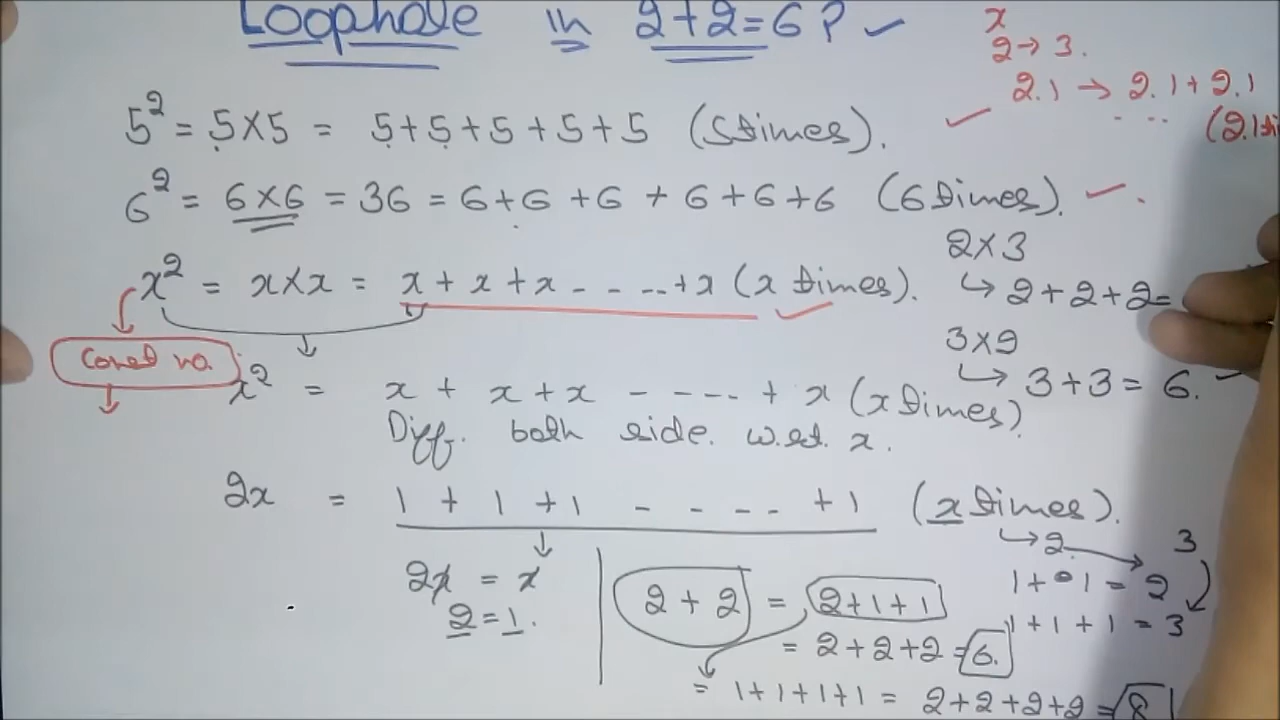 Loophole in 2+2=6?
x
2→3.
2.1→2.1+2.1
5²=5×5=5+5+5+5+5 (5times).
6²=6×6=36=6+6+6+6+6+6 (6times).
x²=x×x=x+x+x-----+x (x times).
2×3
↳2+2+2=
Const no.
3×2
↳3+3=6.
x²=x+x+x-----+x (x times)
Diff. both side. w.r.t. x.
2x=1+1+1----+1 (x times).
↳2
3
2x=x
2=1.
2+2=2+1+1
1+1=2
1+1+1=3
=2+2+2=6.
=1+1+1+1=2+2+2+2=8